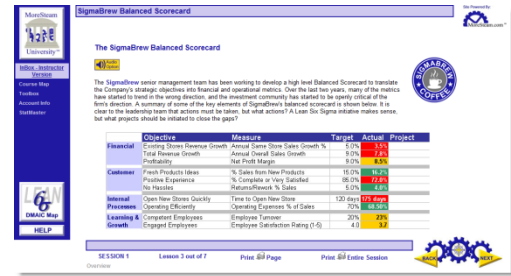 MoreSteam
University
InBox - Instructor
Version
Course Map
Toolbox
Account Info
StatMaster
LEAN
6σ
DMAIC Map
HELP
SigmaBrew Balanced Scorecard
Site Powered By
The SigmaBrew Balanced Scorecard
Audio
Option
The SigmaBrew senior management team has been working to develop a high level Balanced Scorecard to translate
the Company's strategic objectives into financial and operational metrics. Over the last two years, many of the metrics
have started to trend in the wrong direction, and the investment community has started to be openly critical of the
firm's direction. A summary of some of the key elements of SigmaBrew's balanced scorecard is shown below. It is
clear to the leadership team that actions must be taken, but what actions? A Lean Six Sigma initiative makes sense,
but what projects should be initiated to close the gaps?
SIGMABREW
COFFEE
Objective Measure Target Actual Project
Financial Existing Stores Revenue Growth Annual Same Store Sales Growth % 5.0% 3.5%
Total Revenue Growth Annual Overall Sales Growth 9.0% 7.8%
Profitability Net Profit Margin 9.0% 8.5%
Customer Fresh Products Ideas % Sales from New Products 15.0% 16.2%
Positive Experience % Complete or Very Satisfied 85.0% 72.0%
No Hassles Returns/Rework % Sales 5.0% 4.0%
Internal Open New Stores Quickly Time to Open New Store 120 days 175 days
Processes Operating Efficiently Operating Expenses % of Sales 70% 68.50%
Learning & Competent Employees Employee Turnover 20% 23%
Growth Engaged Employees Employee Satisfaction Rating (1-5) 4.0 3.7
SESSION 1 Lesson 3 out of 7 Print Page Print Entire Session
Overview
BACK NEXT